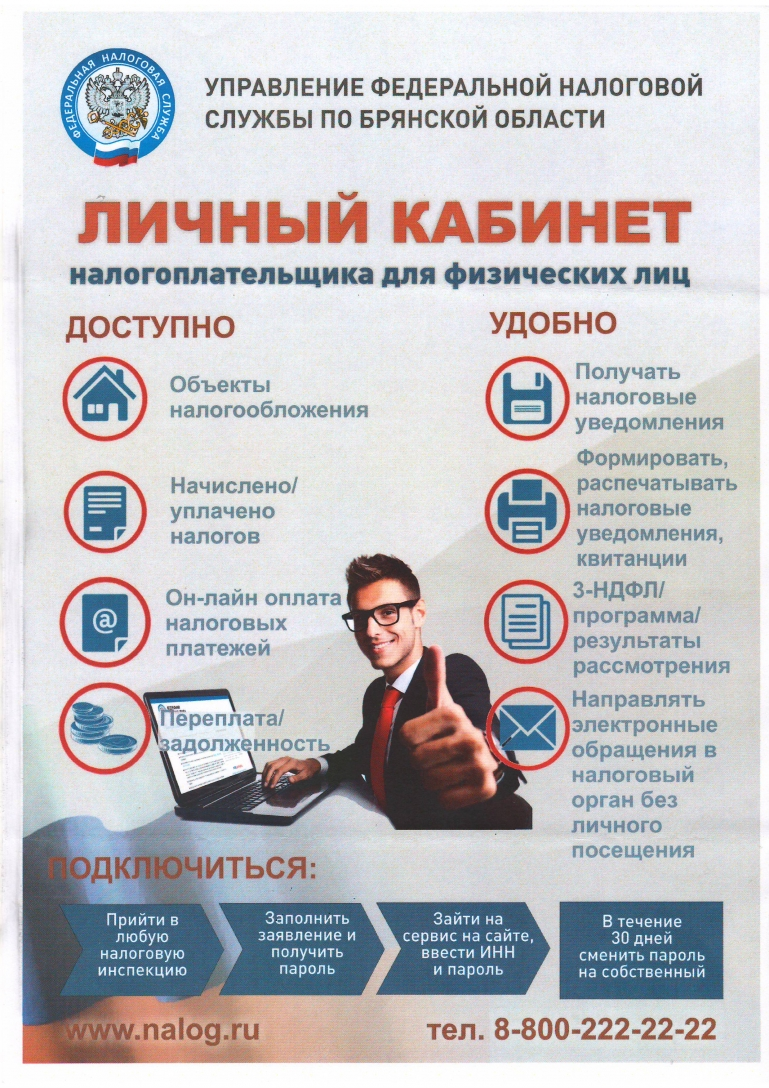 ФЕДЕРАЛЬНАЯ НАЛОГОВАЯ СЛУЖБА
УПРАВЛЕНИЕ ФЕДЕРАЛЬНОЙ НАЛОГОВОЙ
СЛУЖБЫ ПО БРЯНСКОЙ ОБЛАСТИ
ЛИЧНЫЙ КАБИНЕТ
налогоплательщика для физических лиц
ДОСТУПНО
Объекты
налогообложения
Начислено/
уплачено
налогов
Он-лайн оплата
налоговых
платежей
Переплата/
задолженность
УДОБНО
Получать
налоговые
уведомления
Формировать,
распечатывать
налоговые
уведомления,
квитанции
3-НДФЛ/
программа/
результаты
рассмотрения
Направлять
электронные
обращения в
налоговый
орган без
личного
посещения
ПОДКЛЮЧИТЬСЯ:
Прийти в
любую
налоговую
инспекцию
Заполнить
заявление и
получить
пароль
Зайти на
сервис на сайте,
ввести ИНН
и пароль
В течение
30 дней
сменить пароль
на собственный
www.nalog.ru
тел. 8-800-222-22-22